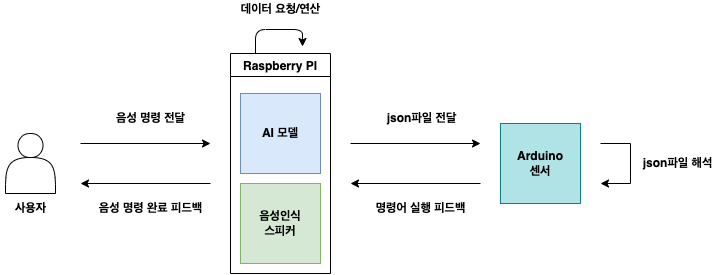 데이터 요청/연산
Raspberry PI
음성 명령 전달
AI 모델
json파일 전달
Arduino
센서
json파일 해석
사용자
음성 명령 완료 피드백
음성인식
스피커
명령어 실행 피드백